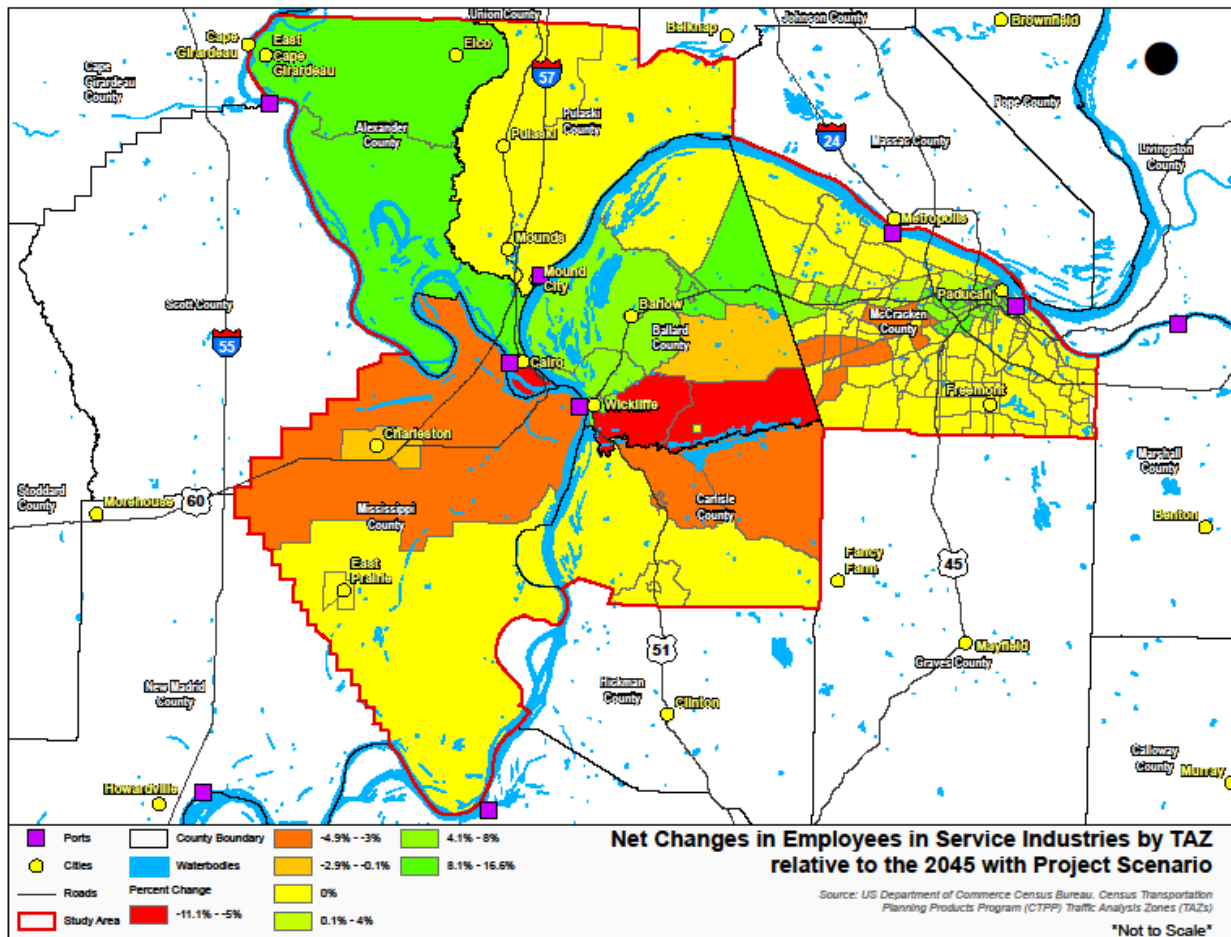 Union County
Johnson County
Brownfield
Belknap
Cape
Girardeau
East
Cape
Girardeau
Elco
57
Cape
Girardeau
County
Pope County
Pulaski
County
Alexander
County
Pulaski
24
Massac County
Livingston
County
Metropolis
Mounds
Mound
City
Scott County
Barlow
Paducah
McCracken
County
Ballard
County
55
Cairo
Wickliffe
Freemont
Charleston
Marshall
County
Stoddard
County
Morehouse
60
Mississippi
County
Carlisle
County
Benton
Fancy
Farm
45
East
Prairie
51
Mayfield
Graves County
New Madrid
County
Hickman
County
Clinton
Calloway
County
Murray
Howardville
Ports
Cities
Roads
Study Area
County Boundary
Waterbodies
Percent Change
-11.1% - -5%
-4.9% - -3%
-2.9% - -0.1%
0%
0.1% - 4%
4.1% - 8%
8.1% - 16.6%
Net Changes in Employees in Service Industries by TAZ
relative to the 2045 with Project Scenario
Source: US Department of Commerce Census Bureau. Census Transportation
Planning Products Program (CTPP) Traffic Analysis Zones (TAZs)
*Not to Scale*